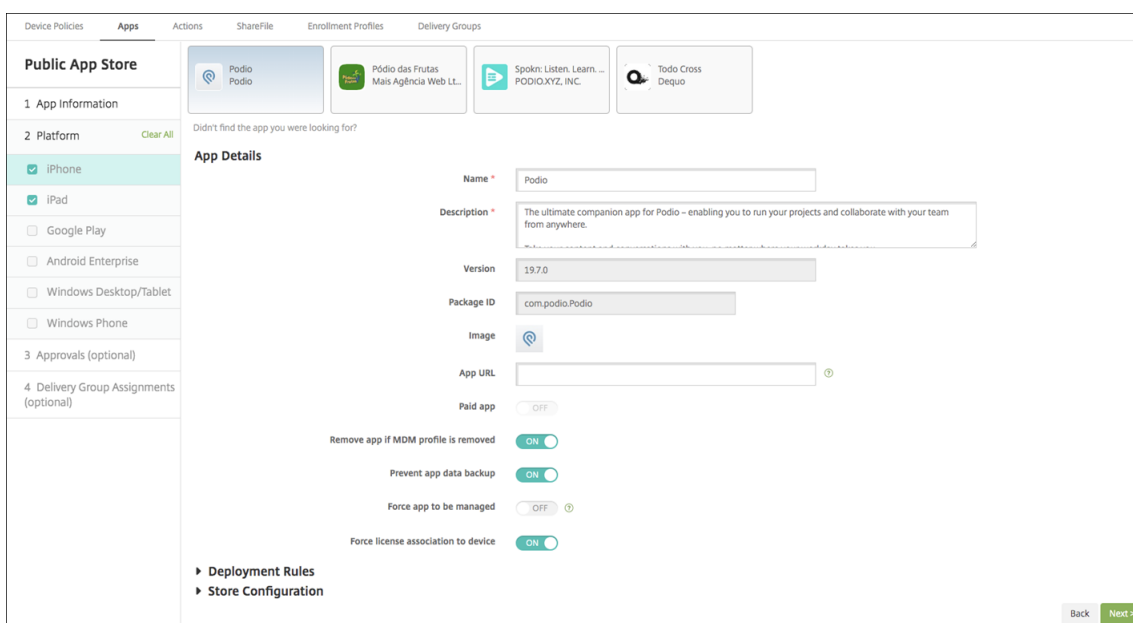 Device Policies Apps Actions ShareFile Enrollment Profiles Delivery Groups
Public App Store
1 App Information
2 Platform Clear All
iPhone
iPad
Google Play
Android Enterprise
Windows Desktop/Tablet
Windows Phone
3 Approvals (optional)
4 Delivery Group Assignments
(optional)
Podio
Podio
Pódio das Frutas
Mais Agência Web Lt...
Spokn: Listen. Learn. ...
PODIO.XYZ, INC.
Todo Cross
Dequo
Didn't find the app you were looking for?
App Details
Name * Podio
Description * The ultimate companion app for Podio – enabling you to run your projects and collaborate with your team
from anywhere.
Version 19.7.0
Package ID com.podio.Podio
Image
App URL
Paid app OFF
Remove app if MDM profile is removed ON
Prevent app data backup ON
Force app to be managed OFF
Force license association to device ON
Deployment Rules
Store Configuration
Back Next >